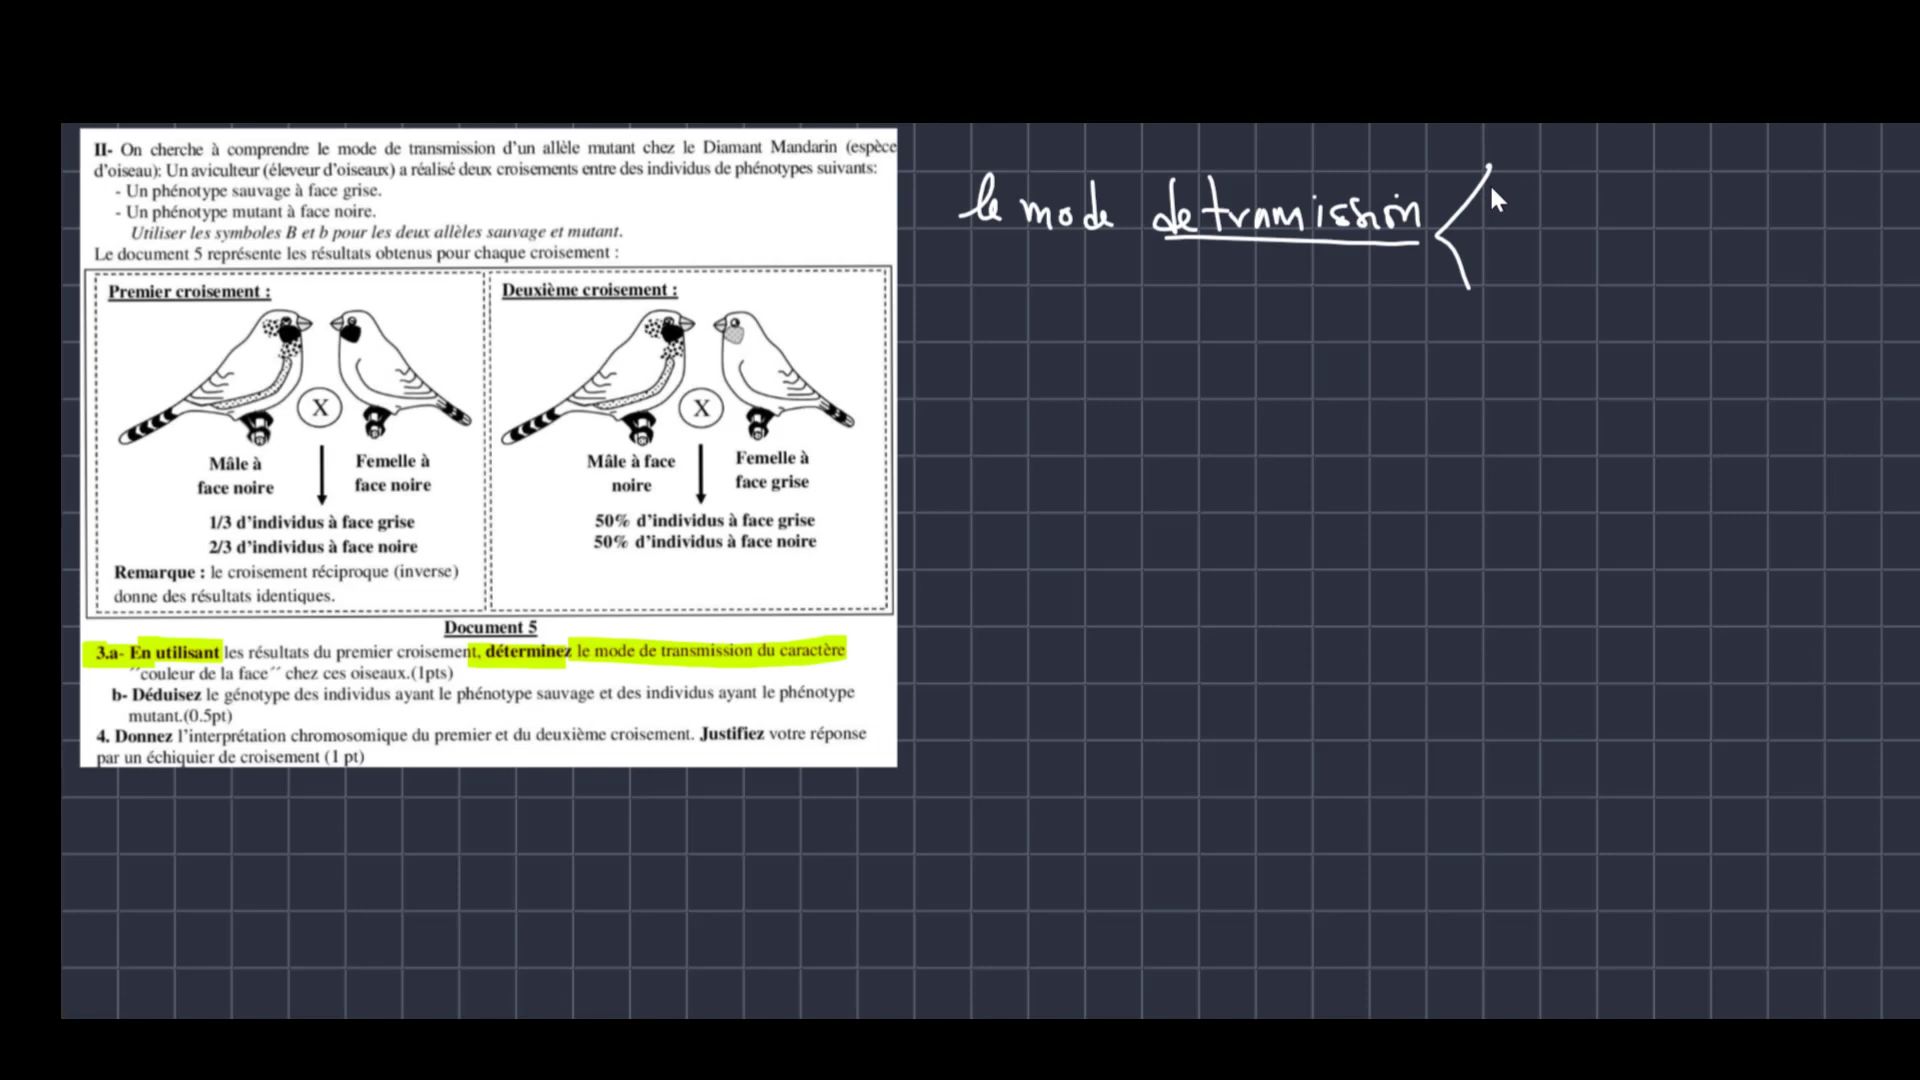 II- On cherche à comprendre le mode de transmission d'un allèle mutant chez le Diamant Mandarin (espèce
d'oiseau): Un aviculteur (éleveur d'oiseaux) a réalisé deux croisements entre des individus de phénotypes suivants:
- Un phénotype sauvage à face grise.
- Un phénotype mutant à face noire.
Utiliser les symboles B et b pour les deux allèles sauvage et mutant.
Le document 5 représente les résultats obtenus pour chaque croisement :
Premier croisement :
X
Mâle à
face noire
Femelle à
face noire
1/3 d'individus à face grise
2/3 d'individus à face noire
Remarque : le croisement réciproque (inverse)
donne des résultats identiques.
Deuxième croisement :
X
Mâle à face
noire
Femelle à
face grise
50% d'individus à face grise
50% d'individus à face noire
Document 5
3.a- En utilisant les résultats du premier croisement, déterminez le mode de transmission du caractère
´´couleur de la face´´ chez ces oiseaux.(1pts)
b- Déduisez le génotype des individus ayant le phénotype sauvage et des individus ayant le phénotype
mutant.(0.5pt)
4. Donnez l'interprétation chromosomique du premier et du deuxième croisement. Justifiez votre réponse
par un échiquier de croisement (1 pt)
le mode de tranmission